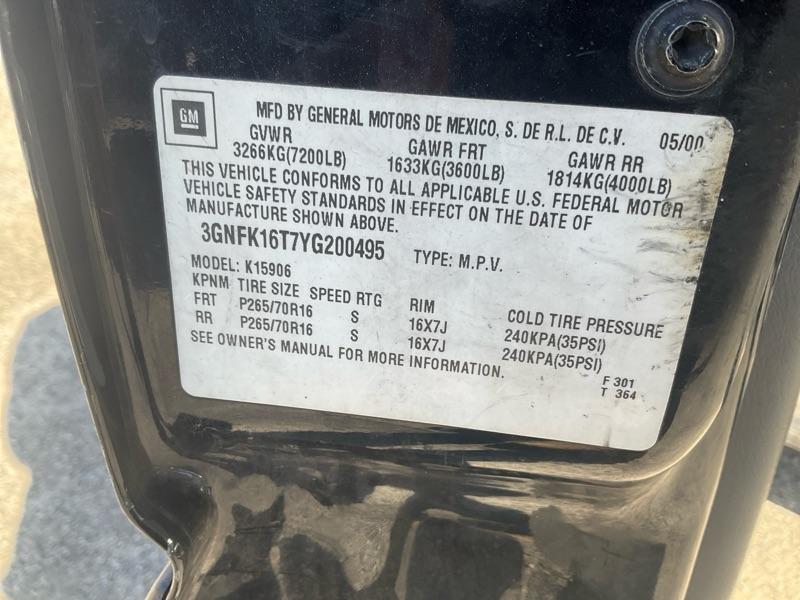 GM
MFD BY GENERAL MOTORS DE MEXICO, S. DE R.L. DE C.V. 05/00
GVWR GAWR FRT GAWR RR
3266KG(7200LB) 1633KG(3600LB) 1814KG(4000LB)
THIS VEHICLE CONFORMS TO ALL APPLICABLE U.S. FEDERAL MOTOR
VEHICLE SAFETY STANDARDS IN EFFECT ON THE DATE OF
MANUFACTURE SHOWN ABOVE.
3GNFK16T7YG200495 TYPE: M.P.V.
MODEL: K15906
KPNM TIRE SIZE SPEED RTG RIM COLD TIRE PRESSURE
FRT P265/70R16 S 16X7J 240KPA(35PSI)
RR P265/70R16 S 16X7J 240KPA(35PSI)
SEE OWNER'S MANUAL FOR MORE INFORMATION.
F 301
T 364